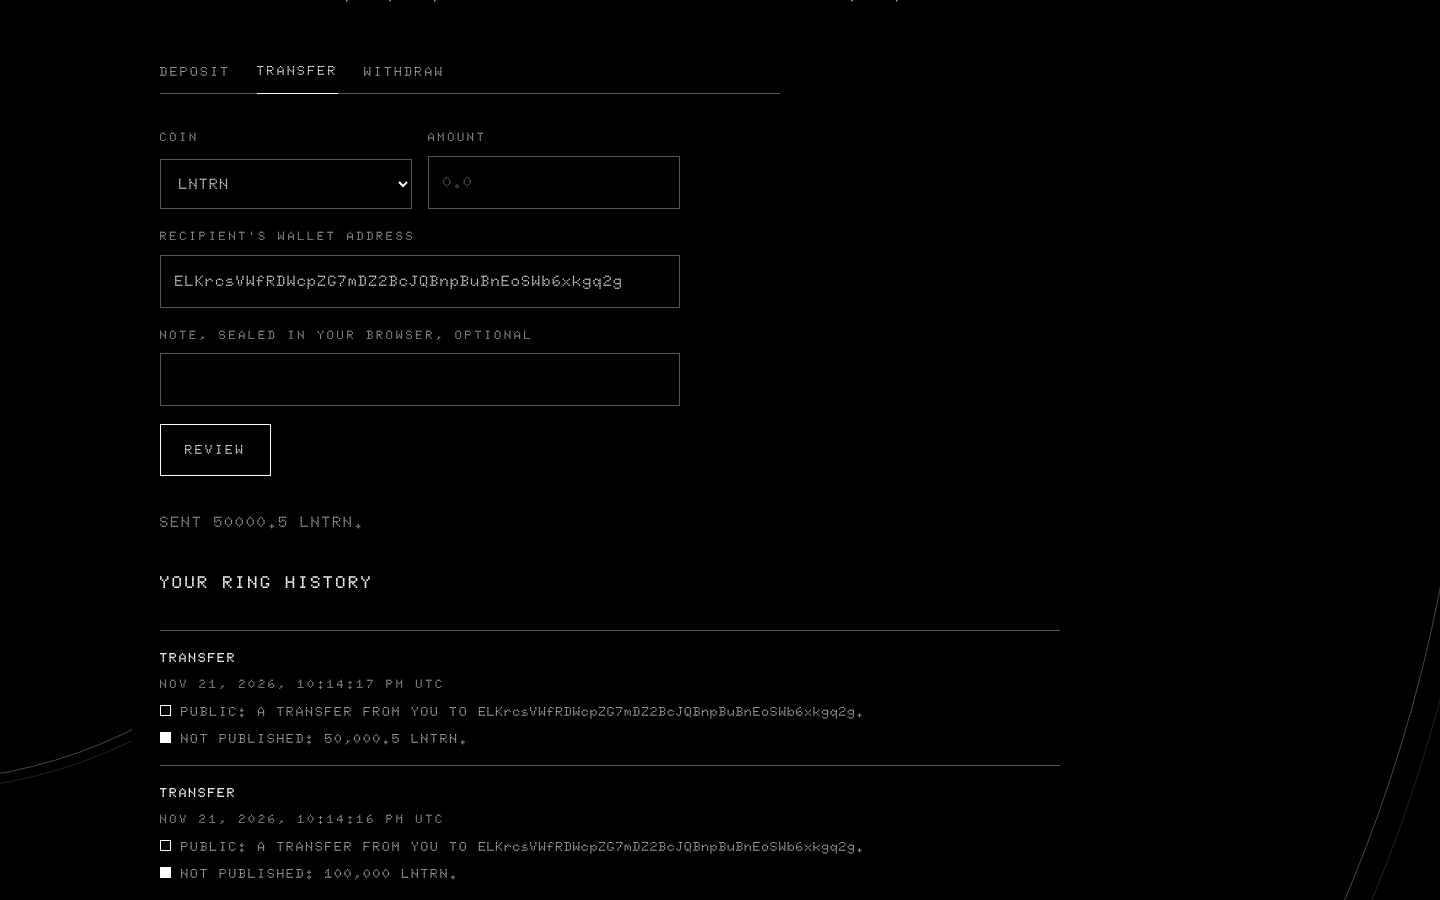 DEPOSIT TRANSFER WITHDRAW
COIN AMOUNT
LNTRN 0.0
RECIPIENT'S WALLET ADDRESS
ELKrcsVWfRDWcpZG7mDZ2BcJQBnpBuBnEoSWb6xkgq2g
NOTE, SEALED IN YOUR BROWSER, OPTIONAL
REVIEW
SENT 50000.5 LNTRN.
YOUR RING HISTORY
TRANSFER
NOV 21, 2026, 10:14:17 PM UTC
PUBLIC: A TRANSFER FROM YOU TO ELKrcsVWfRDWcpZG7mDZ2BcJQBnpBuBnEoSWb6xkgq2g.
NOT PUBLISHED: 50,000.5 LNTRN.
TRANSFER
NOV 21, 2026, 10:14:16 PM UTC
PUBLIC: A TRANSFER FROM YOU TO ELKrcsVWfRDWcpZG7mDZ2BcJQBnpBuBnEoSWb6xkgq2g.
NOT PUBLISHED: 100,000 LNTRN.